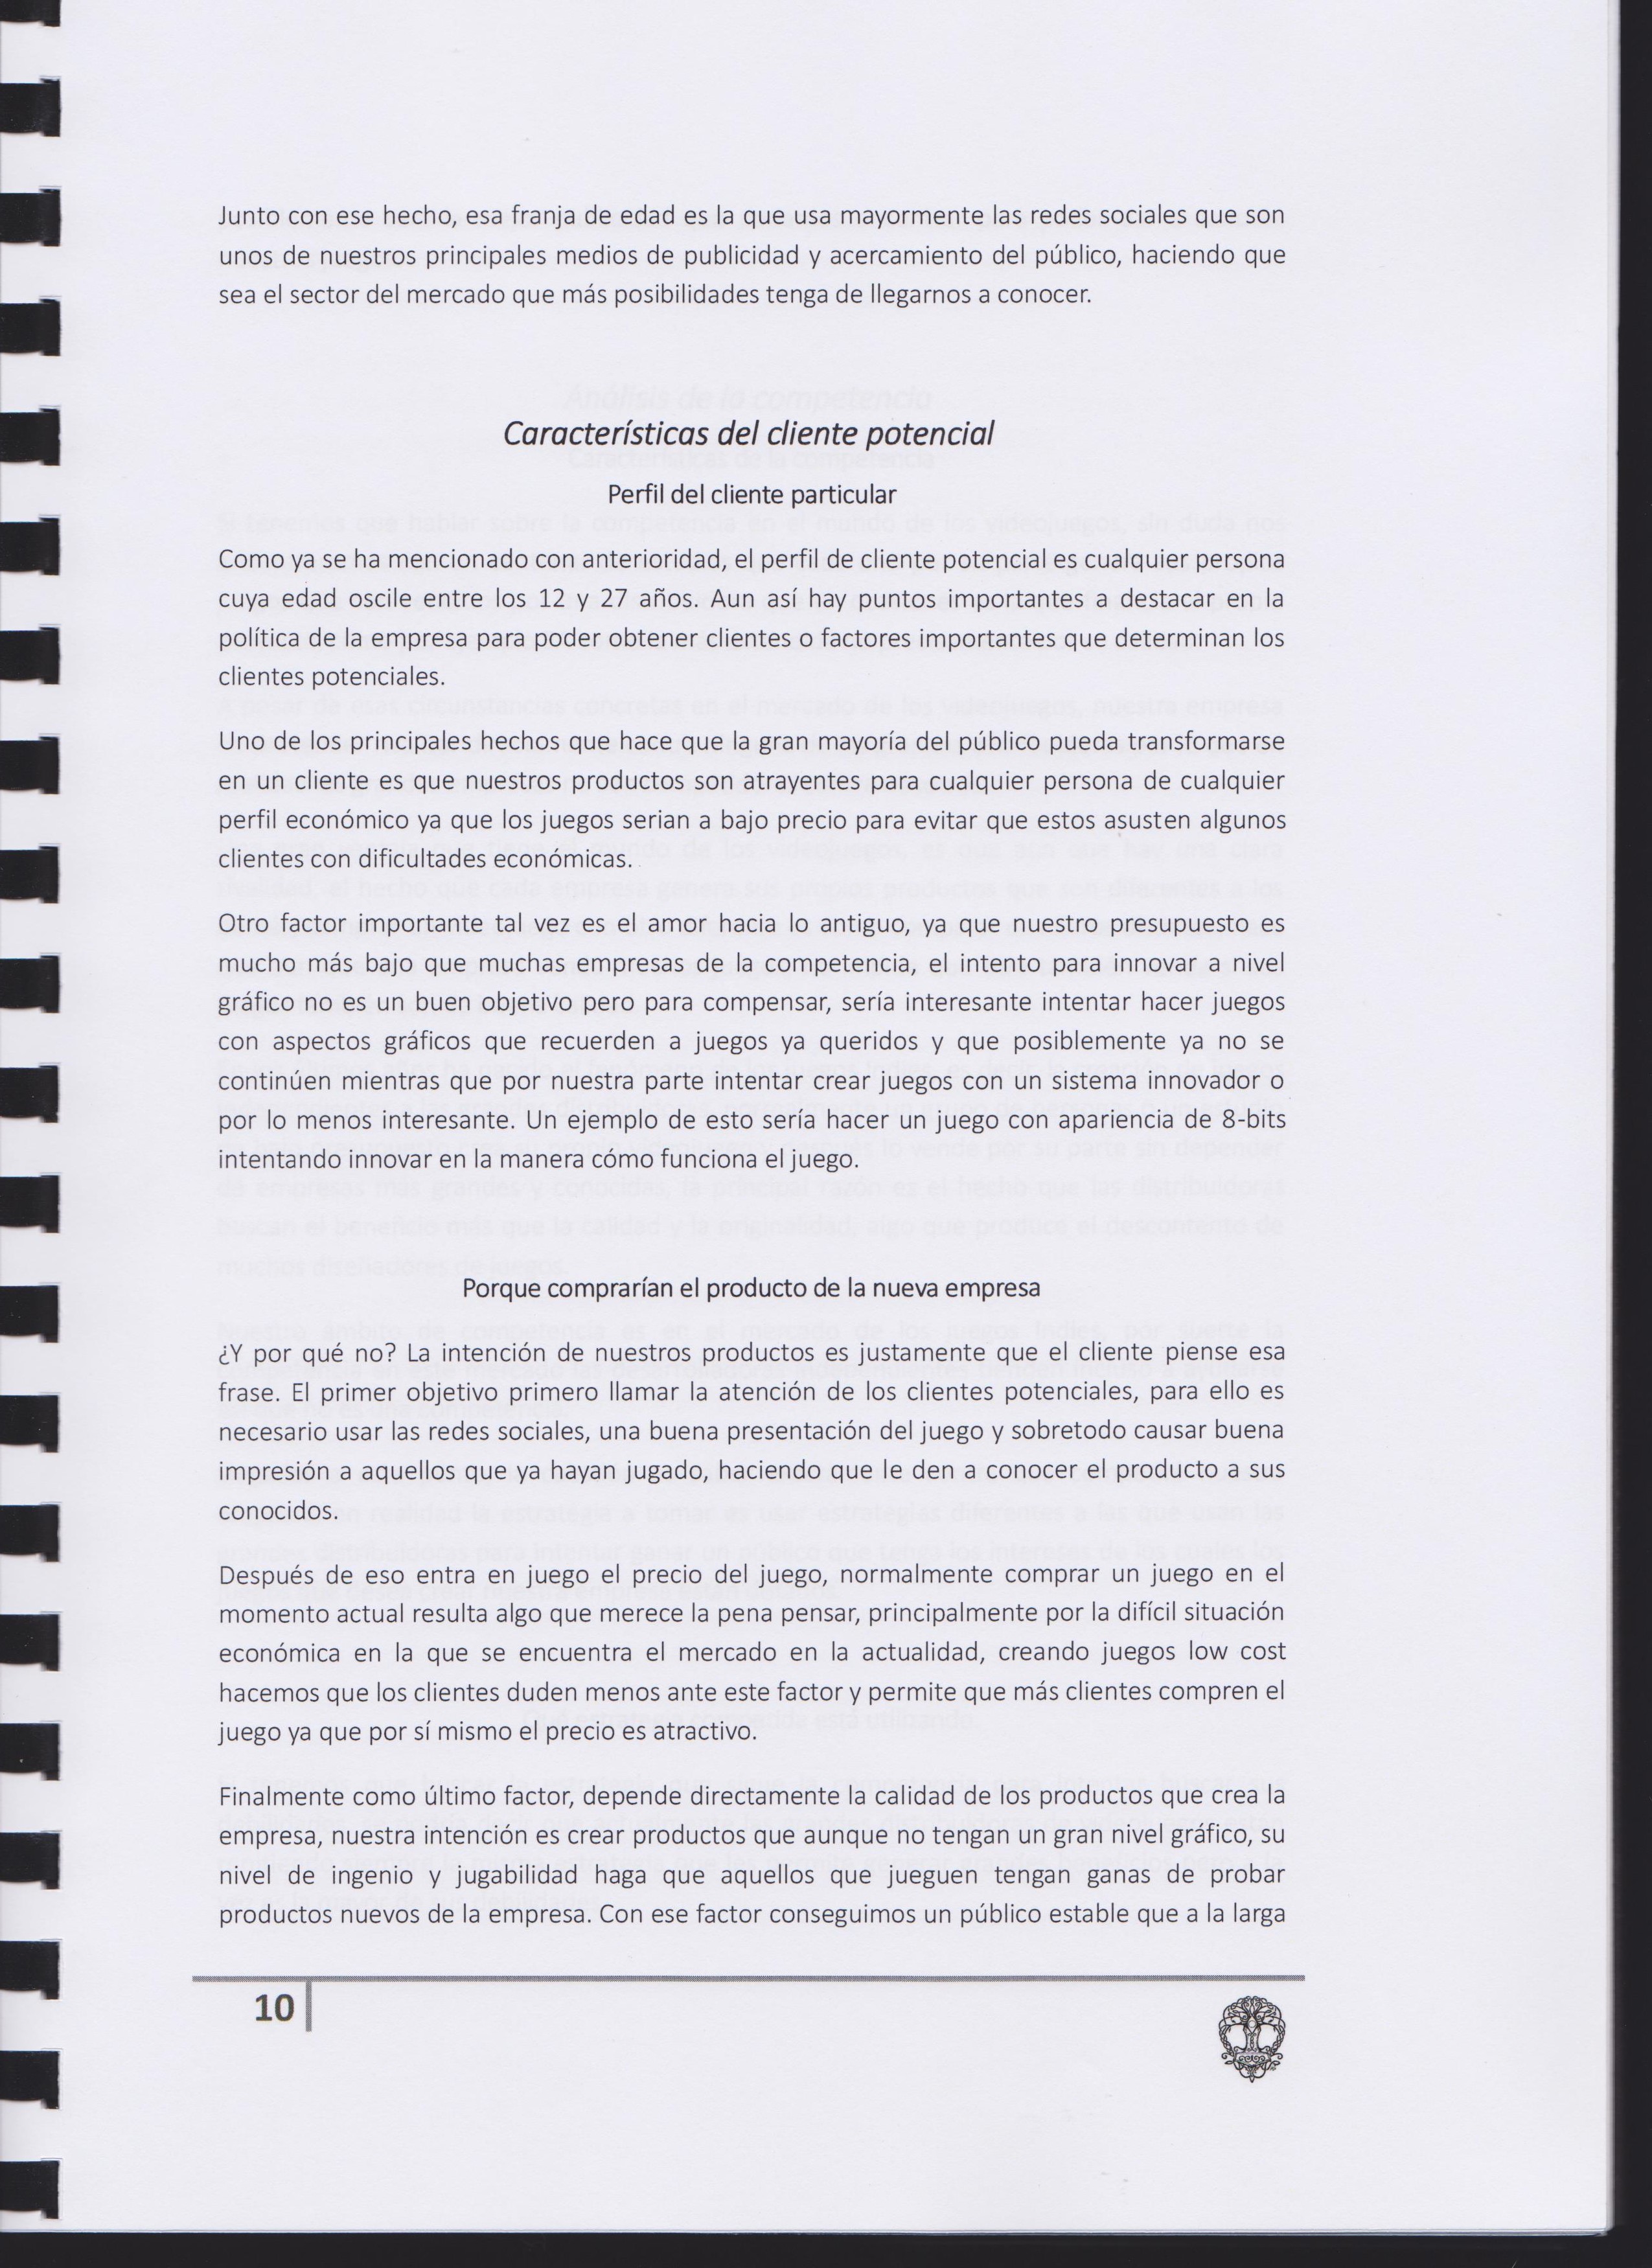 Junto con ese hecho, esa franja de edad es la que usa mayormente las redes sociales que son
unos de nuestros principales medios de publicidad y acercamiento del público, haciendo que
sea el sector del mercado que más posibilidades tenga de llegarnos a conocer.
Características del cliente potencial
Perfil del cliente particular
Como ya se ha mencionado con anterioridad, el perfil de cliente potencial es cualquier persona
cuya edad oscile entre los 12 y 27 años. Aun así hay puntos importantes a destacar en la
política de la empresa para poder obtener clientes o factores importantes que determinan los
clientes potenciales.
Uno de los principales hechos que hace que la gran mayoría del público pueda transformarse
en un cliente es que nuestros productos son atrayentes para cualquier persona de cualquier
perfil económico ya que los juegos serian a bajo precio para evitar que estos asusten algunos
clientes con dificultades económicas.
Otro factor importante tal vez es el amor hacia lo antiguo, ya que nuestro presupuesto es
mucho más bajo que muchas empresas de la competencia, el intento para innovar a nivel
gráfico no es un buen objetivo pero para compensar, sería interesante intentar hacer juegos
con aspectos gráficos que recuerden a juegos ya queridos y que posiblemente ya no se
continúen mientras que por nuestra parte intentar crear juegos con un sistema innovador o
por lo menos interesante. Un ejemplo de esto sería hacer un juego con apariencia de 8-bits
intentando innovar en la manera cómo funciona el juego.
Porque comprarían el producto de la nueva empresa
¿Y por qué no? La intención de nuestros productos es justamente que el cliente piense esa
frase. El primer objetivo primero llamar la atención de los clientes potenciales, para ello es
necesario usar las redes sociales, una buena presentación del juego y sobretodo causar buena
impresión a aquellos que ya hayan jugado, haciendo que le den a conocer el producto a sus
conocidos.
Después de eso entra en juego el precio del juego, normalmente comprar un juego en el
momento actual resulta algo que merece la pena pensar, principalmente por la difícil situación
económica en la que se encuentra el mercado en la actualidad, creando juegos low cost
hacemos que los clientes duden menos ante este factor y permite que más clientes compren el
juego ya que por sí mismo el precio es atractivo.
Finalmente como último factor, depende directamente la calidad de los productos que crea la
empresa, nuestra intención es crear productos que aunque no tengan un gran nivel gráfico, su
nivel de ingenio y jugabilidad haga que aquellos que jueguen tengan ganas de probar
productos nuevos de la empresa. Con ese factor conseguimos un público estable que a la larga
10